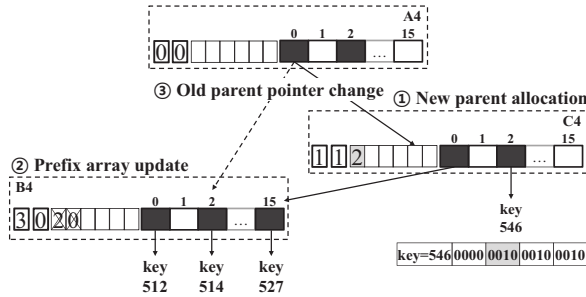 A4
0 1 2 15
0 0 ...
③ Old parent pointer change
① New parent allocation
C4
0 1 2 15
1 1 2 ...
② Prefix array update
B4
0 1 2 15
3 0 2 0 ...
key
546
key
512
key
514
key
527
key=546 0000 0010 0010 0010